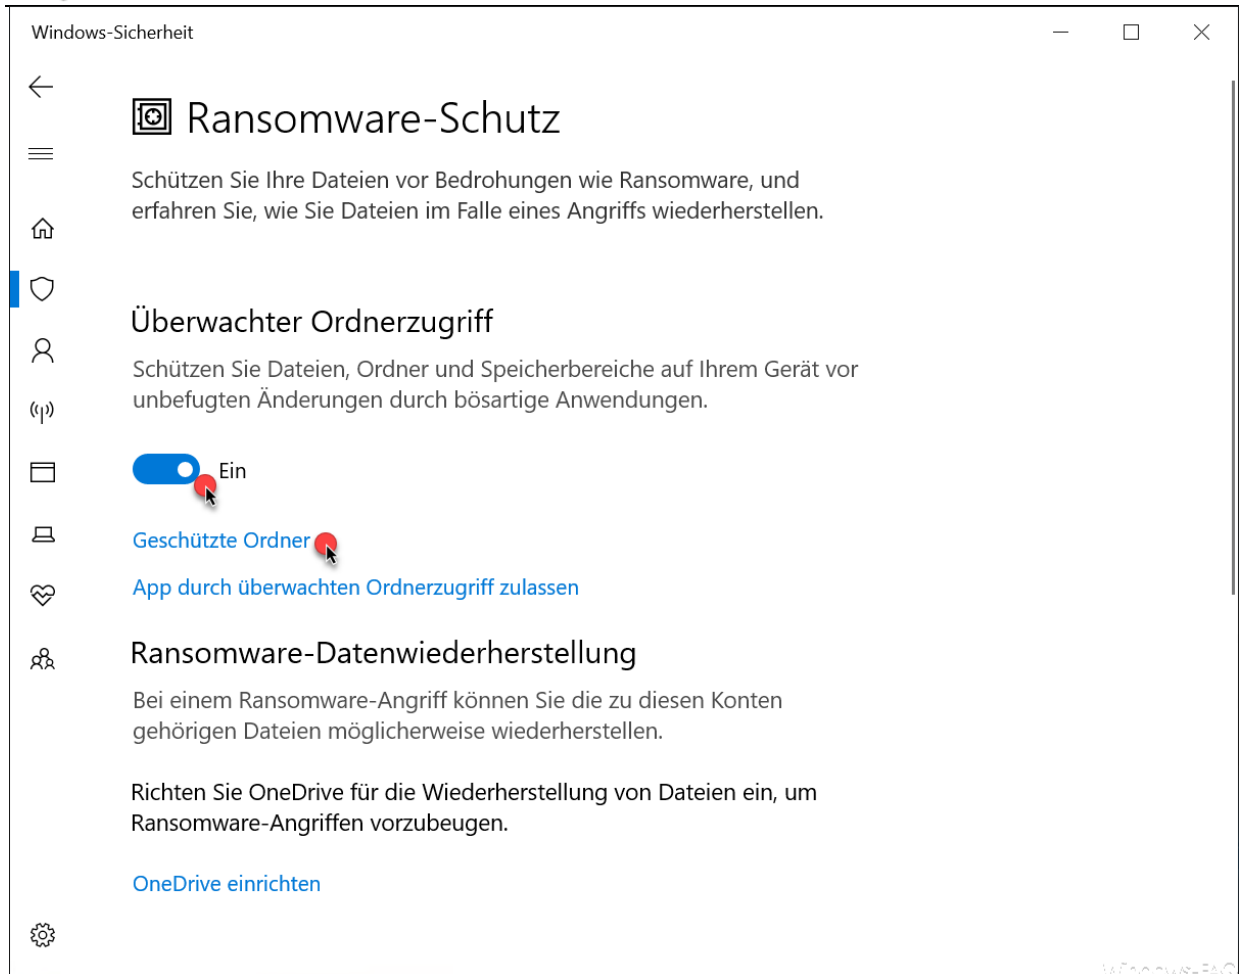 Windows-Sicherheit
Ransomware-Schutz
Schützen Sie Ihre Dateien vor Bedrohungen wie Ransomware, und
erfahren Sie, wie Sie Dateien im Falle eines Angriffs wiederherstellen.
Überwachter Ordnerzugriff
Schützen Sie Dateien, Ordner und Speicherbereiche auf Ihrem Gerät vor
unbefugten Änderungen durch bösartige Anwendungen.
Ein
Geschützte Ordner
App durch überwachten Ordnerzugriff zulassen
Ransomware-Datenwiederherstellung
Bei einem Ransomware-Angriff können Sie die zu diesen Konten
gehörigen Dateien möglicherweise wiederherstellen.
Richten Sie OneDrive für die Wiederherstellung von Dateien ein, um
Ransomware-Angriffen vorzubeugen.
OneDrive einrichten
Windows-FAQ